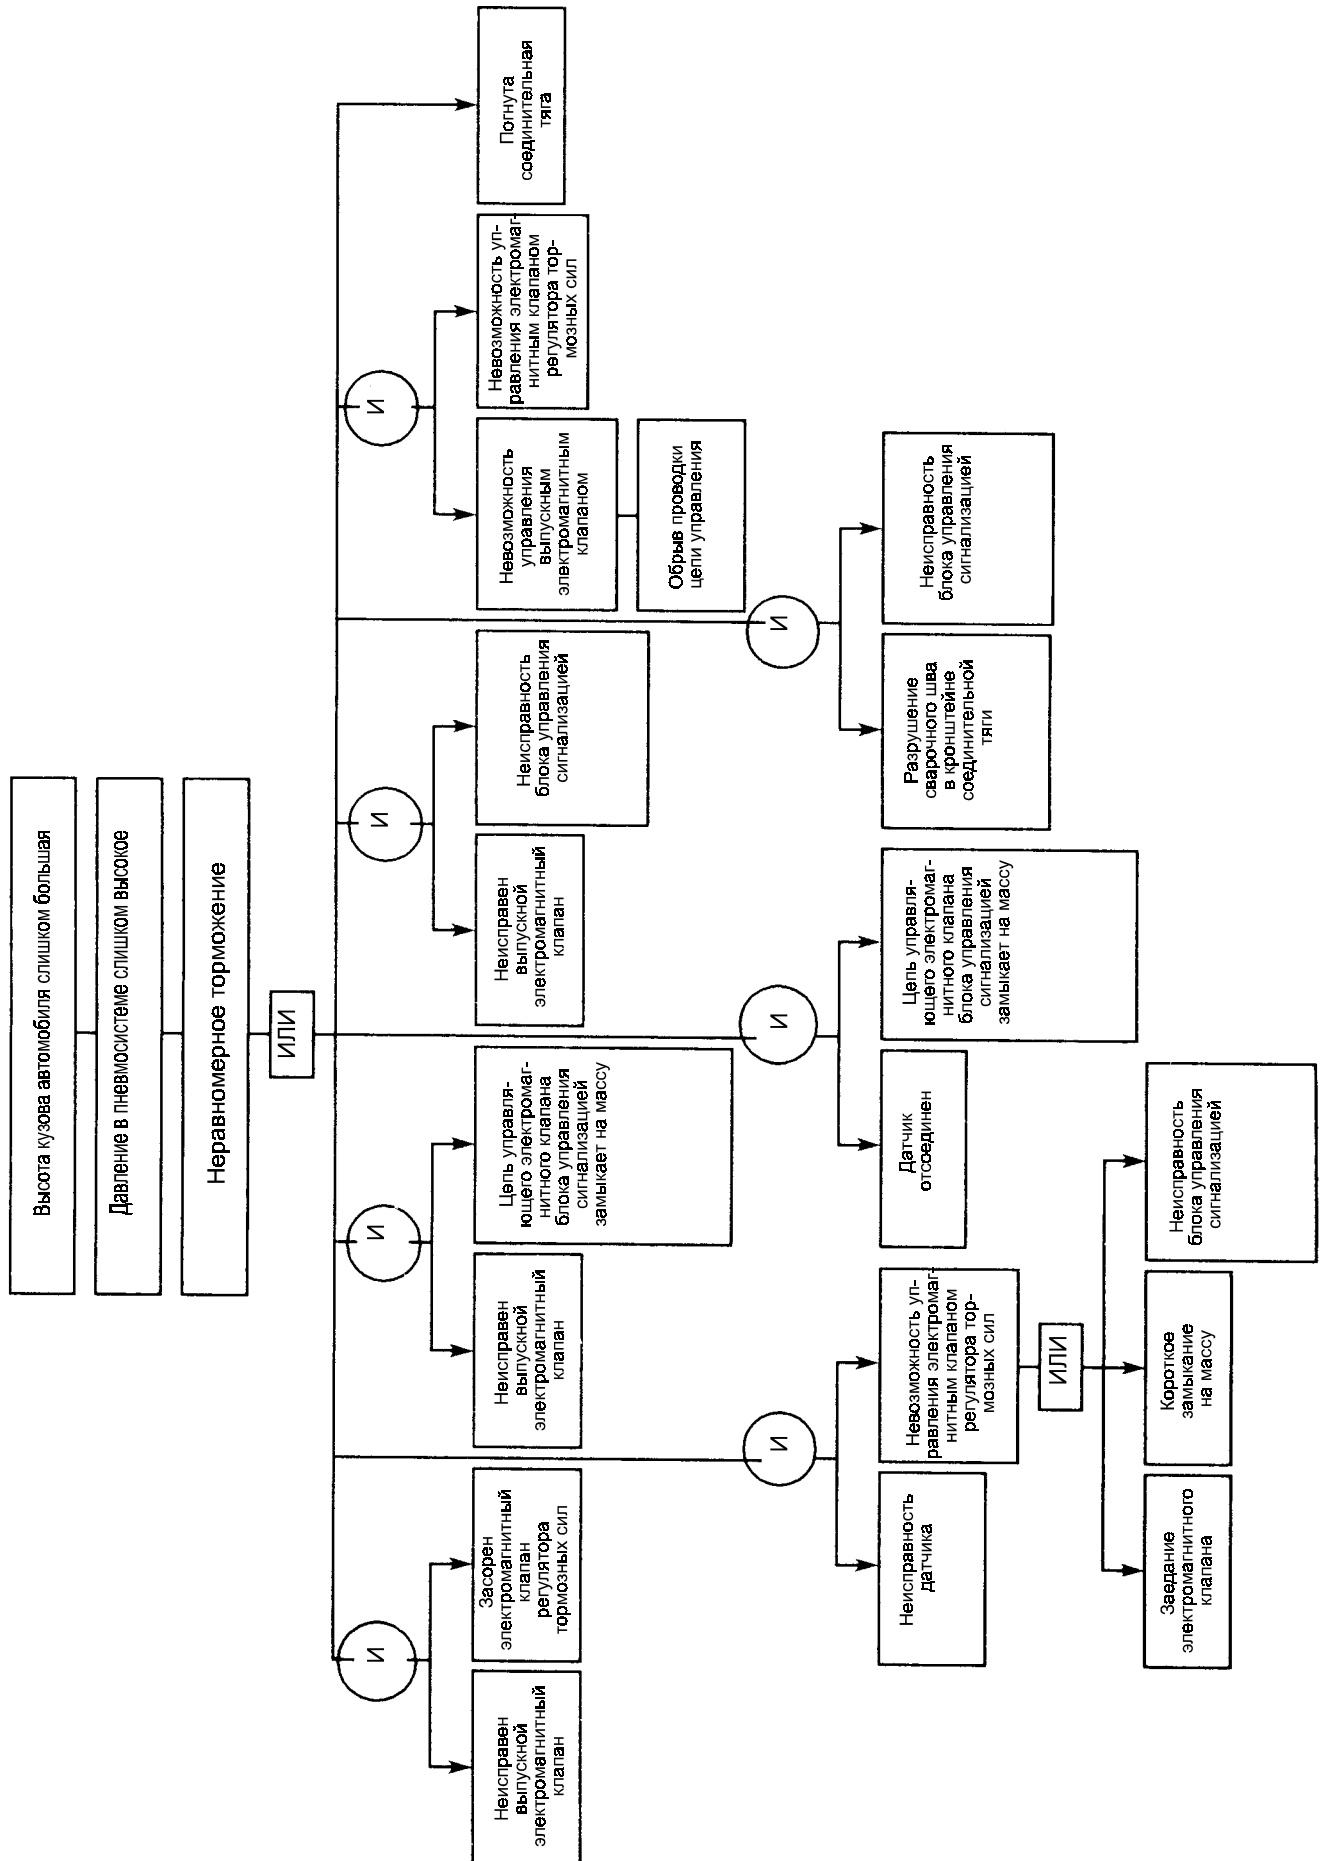 Высота кузова автомобиля слишком большая
Давление в пневмосистеме слишком высокое
Неравномерное торможение
ИЛИ
И
И
И
И
Неисправен
выпускной
электромагнитный
клапан
Засорен
электромагнитный
клапан
регулятора
тормозных сил
Неисправен
выпускной
электромагнитный
клапан
Цепь управля-
ющего электромаг-
нитного клапана
блока управления
сигнализацией
замыкает на массу
Неисправен
выпускной
электромагнитный
клапан
Неисправность
блока управления
сигнализацией
Невозможность
управления
выпускным
электромагнитным
клапаном
Невозможность уп-
равления электромаг-
нитным клапаном
регулятора тор-
мозных сил
Погнута
соединительная
тяга
Обрыв проводки
цепи управления
И
И
И
Неисправность
датчика
Невозможность уп-
равления электромаг-
нитным клапаном
регулятора тор-
мозных сил
Датчик
отсоединен
Цепь управля-
ющего электромаг-
нитного клапана
блока управления
сигнализацией
замыкает на массу
Разрушение
сварочного шва
в кронштейне
соединительной
тяги
Неисправность
блока управления
сигнализацией
ИЛИ
Заедание
электромагнитного
клапана
Короткое
замыкание
на массу
Неисправность
блока управления
сигнализацией